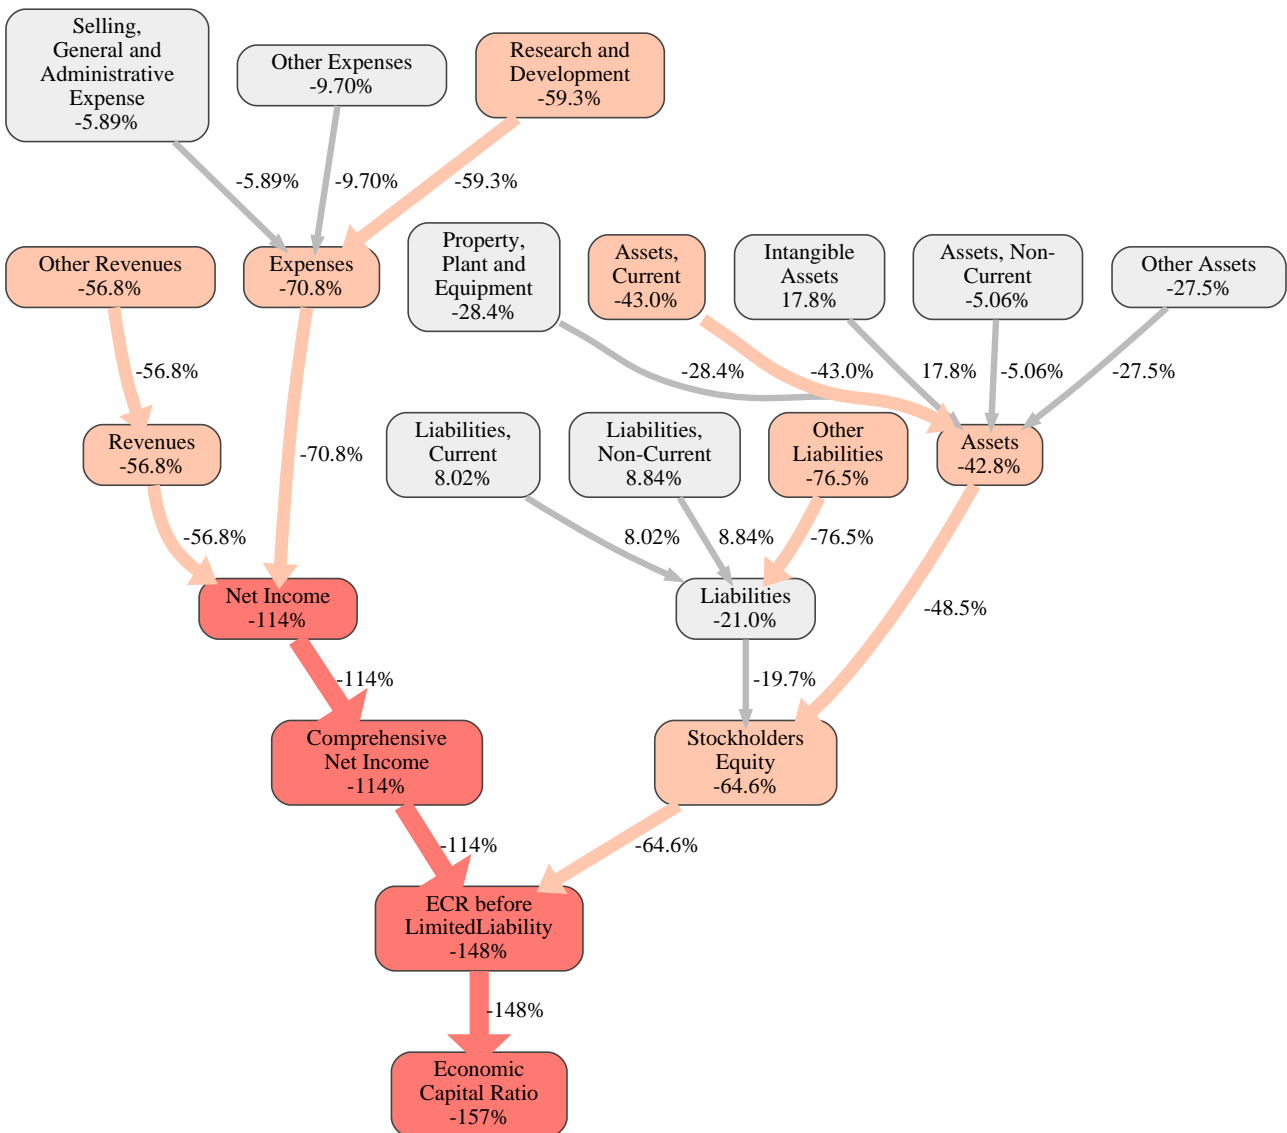 Selling,
General and
Administrative
Expense
-5.89%
Other Expenses
-9.70%
Research and
Development
-59.3%
-5.89%
-9.70%
-59.3%
Other Revenues
-56.8%
Expenses
-70.8%
Property,
Plant and
Equipment
-28.4%
Assets,
Current
-43.0%
Intangible
Assets
17.8%
Assets, Non-
Current
-5.06%
Other Assets
-27.5%
-56.8%
-28.4%
-43.0%
17.8%
-5.06%
-27.5%
Revenues
-56.8%
-70.8%
Liabilities,
Current
8.02%
Liabilities,
Non-Current
8.84%
Other
Liabilities
-76.5%
Assets
-42.8%
-56.8%
8.02%
8.84%
-76.5%
Net Income
-114%
Liabilities
-21.0%
-48.5%
-114%
-19.7%
Comprehensive
Net Income
-114%
Stockholders
Equity
-64.6%
-114%
-64.6%
ECR before
LimitedLiability
-148%
-148%
Economic
Capital Ratio
-157%